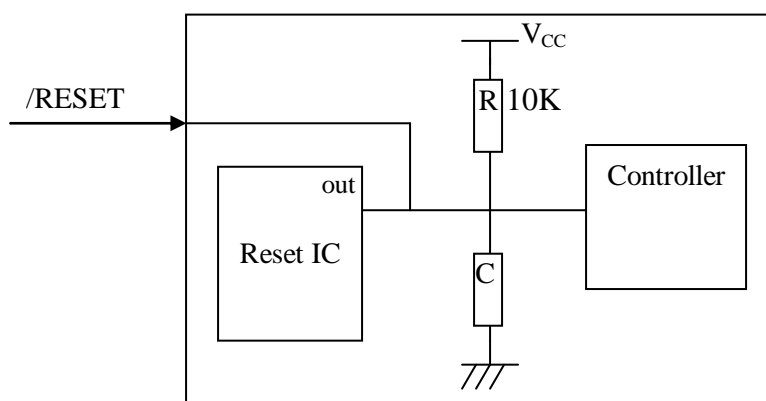 V_CC
/RESET
R 10K
out
Controller
Reset IC
C